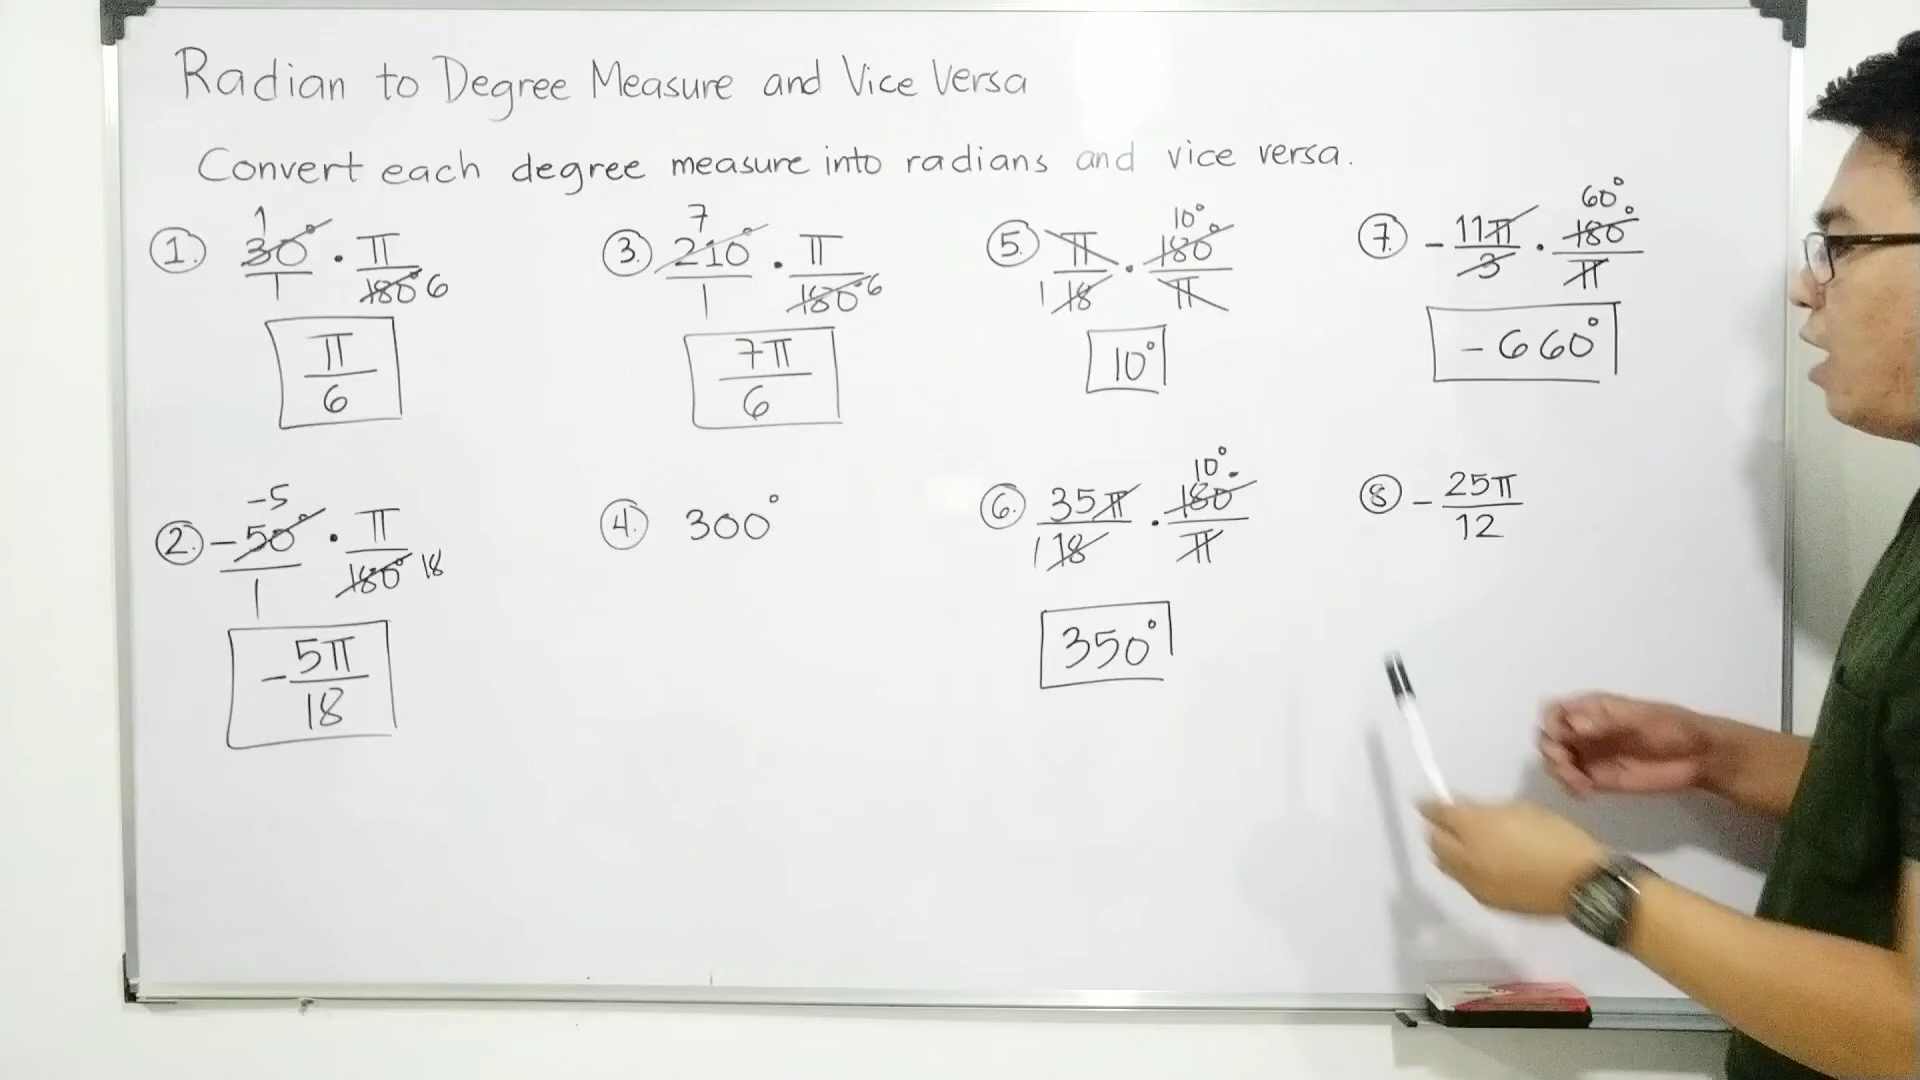 Radian to Degree Measure and Vice Versa
Convert each degree measure into radians and vice versa.
1
1. 30° · π
1 180° 6
π
6
-5
2. -50° · π
1 180° 18
-5π
18
7
3. 210° · π
1 180° 6
7π
6
4. 300°
10°
5. π · 180°
1 18 π
10°
10°
6. 35π · 180
1 18 π
350°
60°
7. - 11π · 180°
3 π
-660°
8 - 25π
12